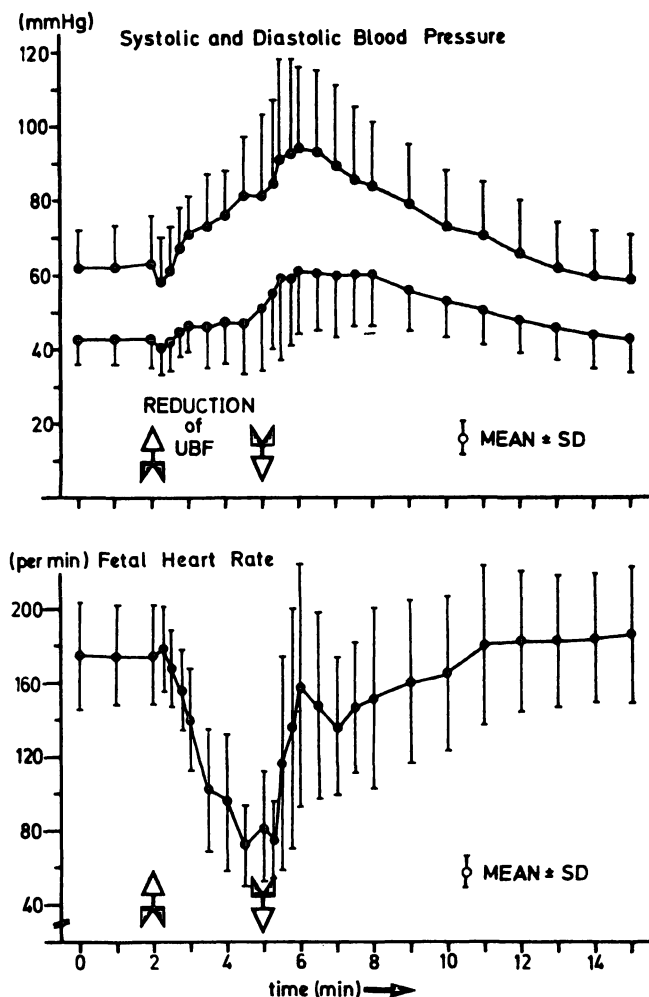 (mmHg)
Systolic and Diastolic Blood Pressure
120
100
80
60
40
20
REDUCTION
of
UBF
MEAN ± SD
(per min) Fetal Heart Rate
200
160
120
80
40
MEAN ± SD
0 2 4 6 8 10 12 14
time (min)